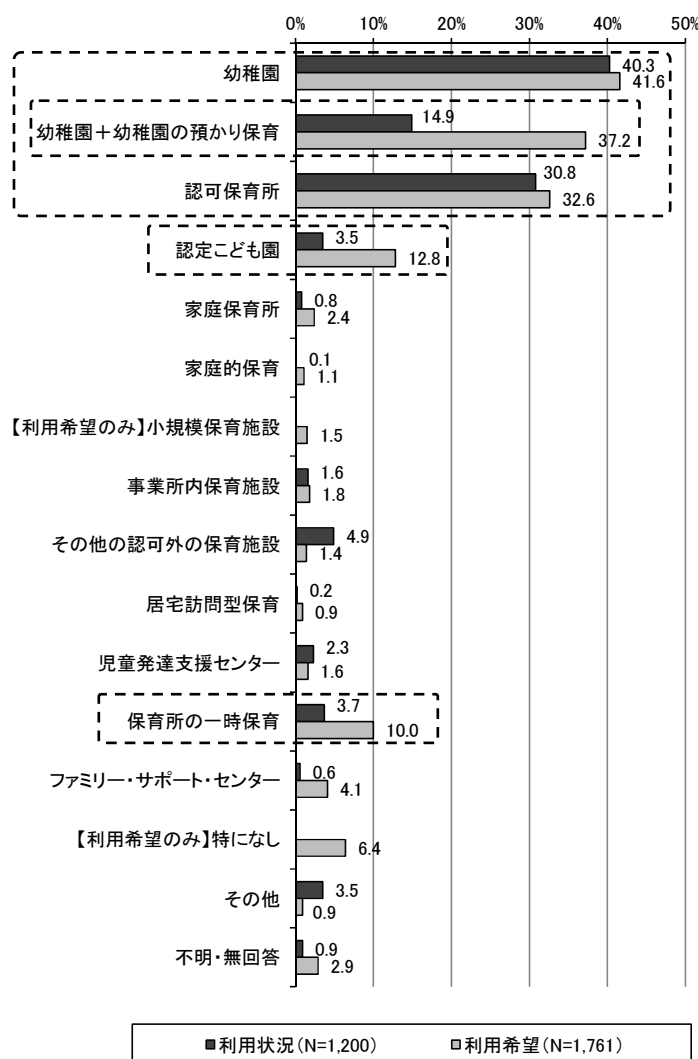 0% 10% 20% 30% 40% 50%
幼稚園 40.3
41.6
幼稚園＋幼稚園の預かり保育 14.9
37.2
認可保育所 30.8
32.6
認定こども園 3.5
12.8
家庭保育所 0.8
2.4
家庭的保育 0.1
1.1
【利用希望のみ】小規模保育施設 1.5
事業所内保育施設 1.6
1.8
その他の認可外の保育施設 4.9
1.4
居宅訪問型保育 0.2
0.9
児童発達支援センター 2.3
1.6
保育所の一時保育 3.7
10.0
ファミリー・サポート・センター 0.6
4.1
【利用希望のみ】特になし 6.4
その他 3.5
0.9
不明・無回答 0.9
2.9
■利用状況（N=1,200） ■利用希望（N=1,761）